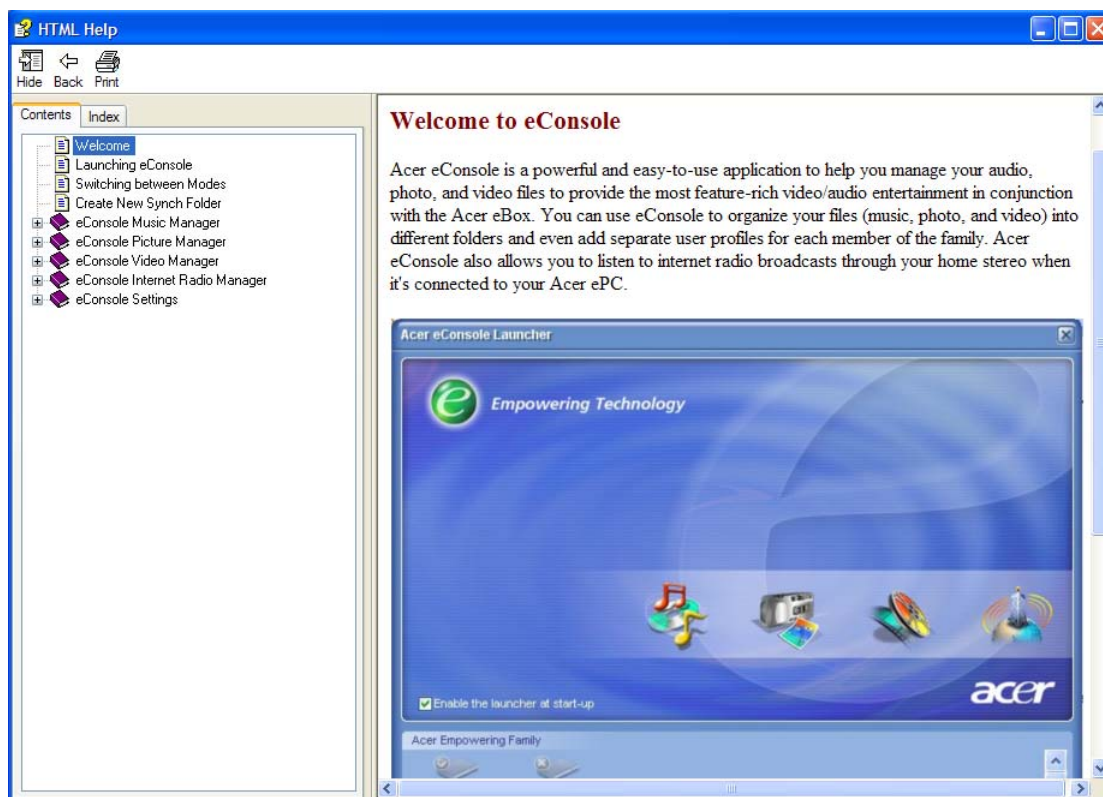 HTML Help
Hide Back Print
Contents Index
Welcome
Launching eConsole
Switching between Modes
Create New Synch Folder
eConsole Music Manager
eConsole Picture Manager
eConsole Video Manager
eConsole Internet Radio Manager
eConsole Settings
Welcome to eConsole
Acer eConsole is a powerful and easy-to-use application to help you manage your audio,
photo, and video files to provide the most feature-rich video/audio entertainment in conjunction
with the Acer eBox. You can use eConsole to organize your files (music, photo, and video) into
different folders and even add separate user profiles for each member of the family. Acer
eConsole also allows you to listen to internet radio broadcasts through your home stereo when
it's connected to your Acer ePC.
Acer eConsole Launcher
e Empowering Technology
acer
Enable the launcher at start-up
Acer Empowering Family